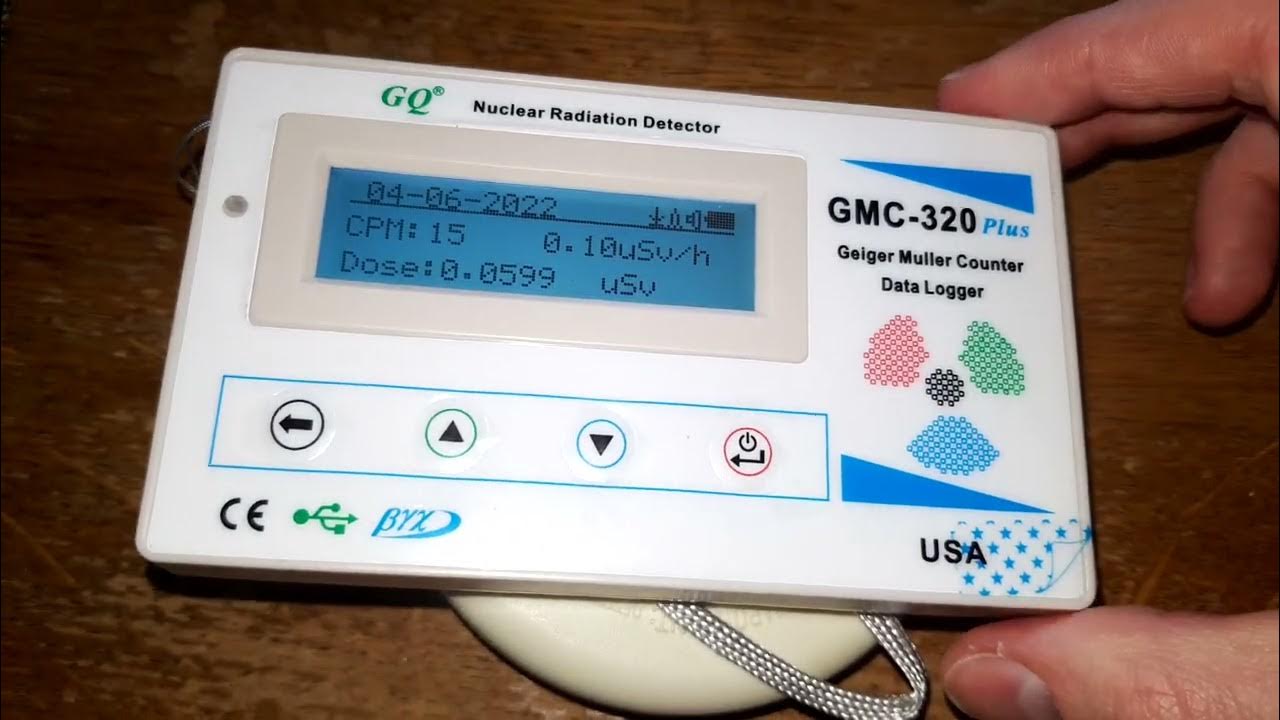 GQ® Nuclear Radiation Detector
04-06-2022
CPM:15 0.10uSv/h
Dose:0.0599 uSv
GMC-320 Plus
Geiger Muller Counter
Data Logger
CE βγχ
USA